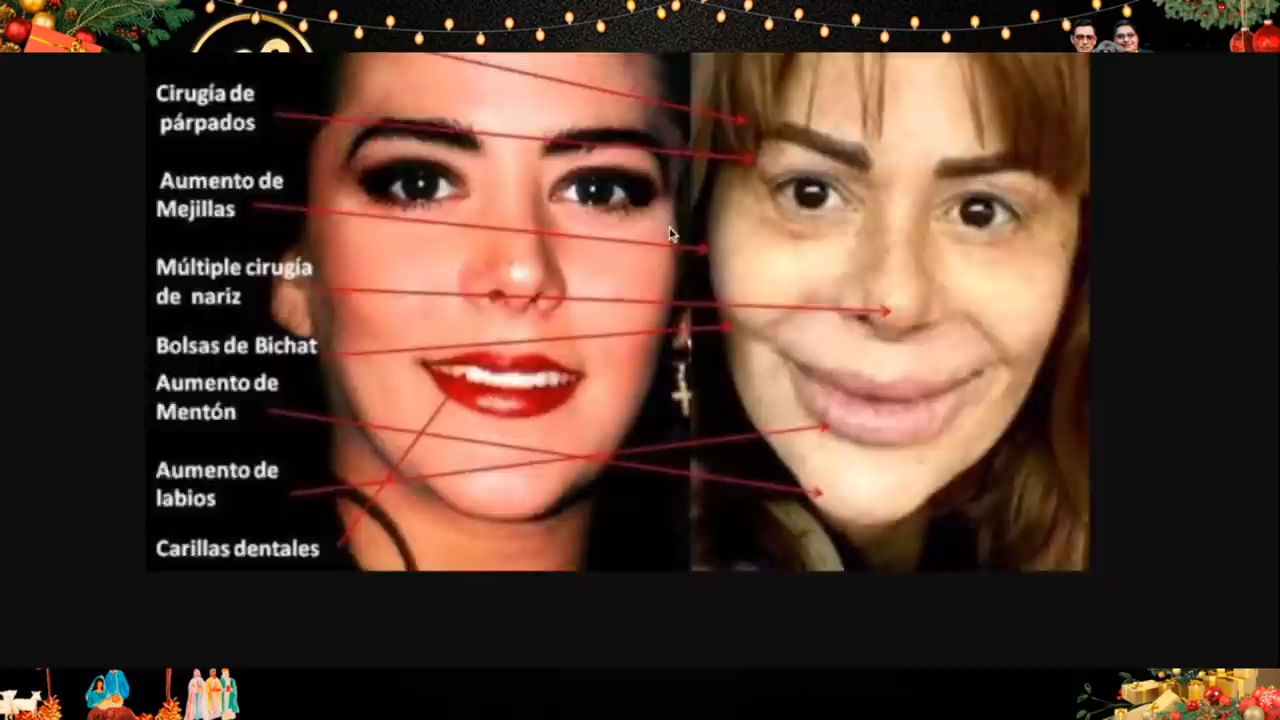 Cirugía de
párpados
Aumento de
Mejillas
Múltiple cirugía
de nariz
Bolsas de Bichat
Aumento de
Mentón
Aumento de
labios
Carillas dentales